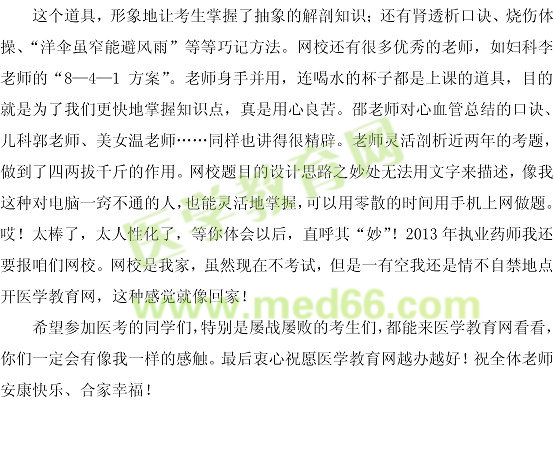 这个道具，形象地让考生掌握了抽象的解剖知识；还有肾透析口诀、烧伤体
操、“洋伞虽窄能避风雨”等等巧记方法。网校还有很多优秀的老师，如妇科李
老师的“8—4—1 方案”。老师身手并用，连喝水的杯子都是上课的道具，目的
就是为了我们更快地掌握知识点，真是用心良苦。邵老师对心血管总结的口诀、
儿科郭老师、美女温老师……同样也讲得很精辟。老师灵活剖析近两年的考题，
做到了四两拔千斤的作用。网校题目的设计思路之妙处无法用文字来描述，像我
这种对电脑一窍不通的人，也能灵活地掌握，可以用零散的时间用手机上网做题。
哎！太棒了，太人性化了，等你体会以后，直呼其“妙”！2013 年执业药师我还
要报咱们网校。网校是我家，虽然现在不考试，但是一有空我还是情不自禁地点
开医学教育网，这种感觉就像回家！
希望参加医考的同学们，特别是屡战屡败的考生们，都能来医学教育网看看，
你们一定会有像我一样的感触。最后衷心祝愿医学教育网越办越好！祝全体老师
安康快乐、合家幸福！
医学教育网
www.med66.com